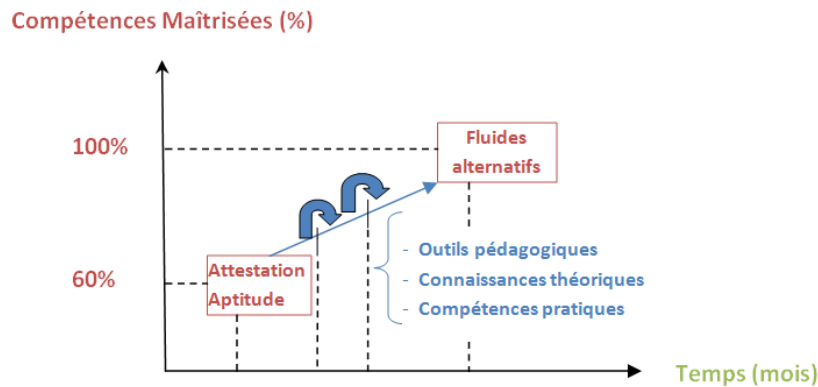 Compétences Maîtrisées (%)
100%
Fluides
alternatifs
60%
Attestation
Aptitude
- Outils pédagogiques
- Connaissances théoriques
- Compétences pratiques
Temps (mois)